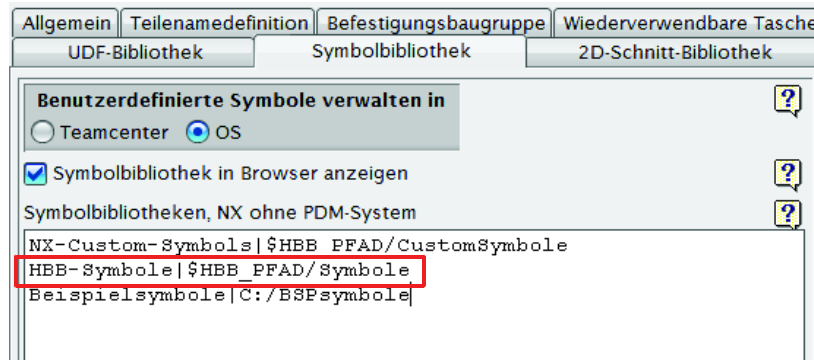 Allgemein Teilenamedefinition Befestigungsbaugruppe Wiederverwendbare Tasche
UDF-Bibliothek Symbolbibliothek 2D-Schnitt-Bibliothek
Benutzerdefinierte Symbole verwalten in ?
Teamcenter OS
Symbolbibliothek in Browser anzeigen ?
Symbolbibliotheken, NX ohne PDM-System ?
NX-Custom-Symbols|$HBB_PFAD/CustomSymbole
HBB-Symbole|$HBB_PFAD/Symbole
Beispielsymbole|C:/BSPsymbole